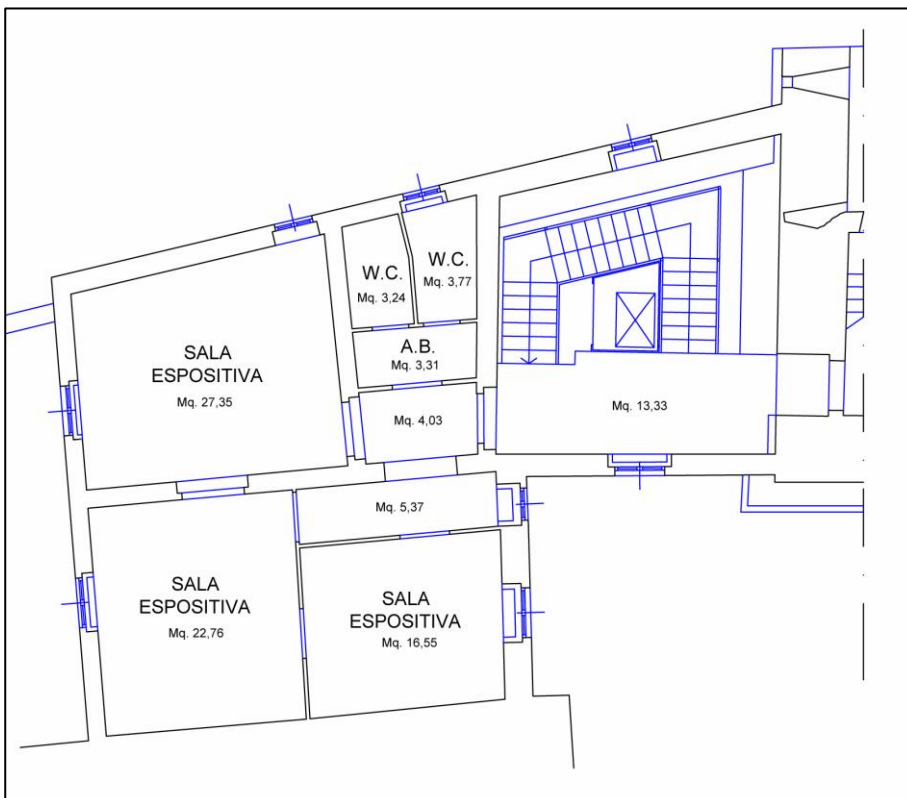 W.C.
Mq. 3,24
W.C.
Mq. 3,77
A.B.
Mq. 3,31
SALA
ESPOSITIVA
Mq. 27,35
Mq. 4,03
Mq. 13,33
Mq. 5,37
SALA
ESPOSITIVA
Mq. 22,76
SALA
ESPOSITIVA
Mq. 16,55